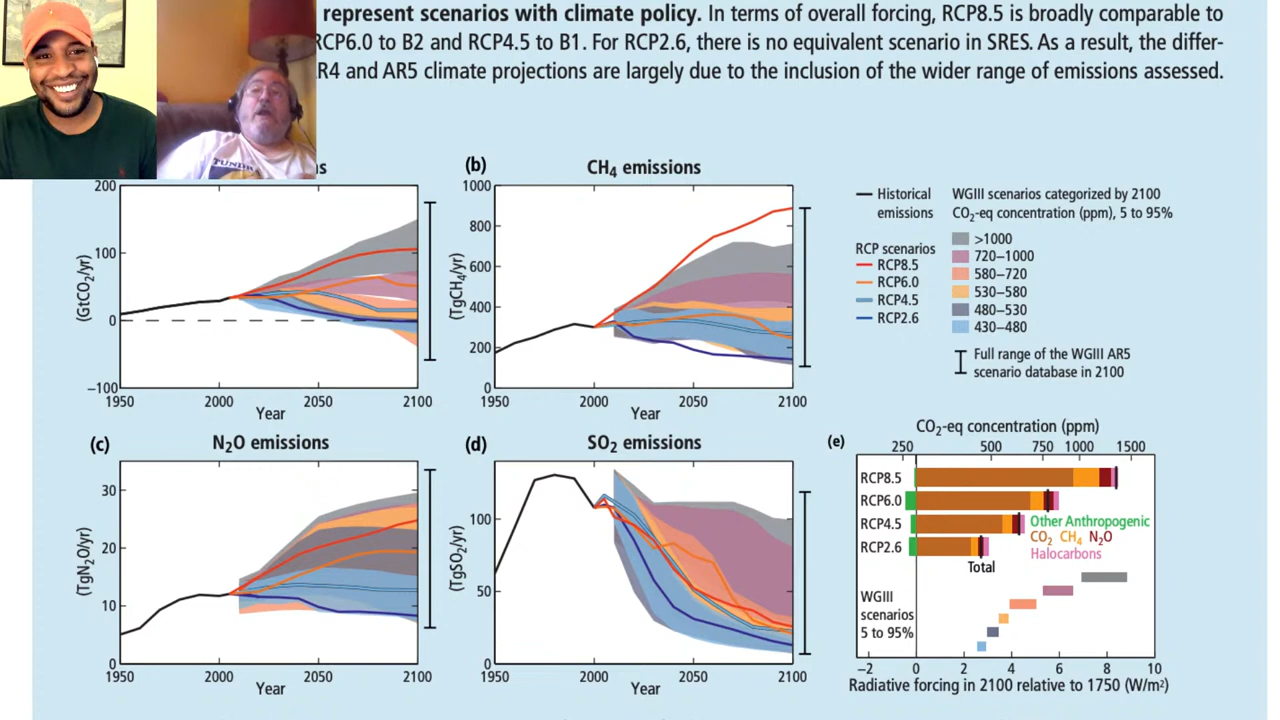 represent scenarios with climate policy. In terms of overall forcing, RCP8.5 is broadly comparable to
RCP6.0 to B2 and RCP4.5 to B1. For RCP2.6, there is no equivalent scenario in SRES. As a result, the differ-
R4 and AR5 climate projections are largely due to the inclusion of the wider range of emissions assessed.
TUNDR
ns
200
100
0
−100
(GtCO₂/yr)
1950 2000 2050 2100
Year
(b) CH₄ emissions
1000
800
600
400
200
0
(TgCH₄/yr)
1950 2000 2050 2100
Year
Historical
emissions
RCP scenarios
RCP8.5
RCP6.0
RCP4.5
RCP2.6
WGIII scenarios categorized by 2100
CO₂-eq concentration (ppm), 5 to 95%
>1000
720–1000
580–720
530–580
480–530
430–480
Full range of the WGIII AR5
scenario database in 2100
(c) N₂O emissions
30
20
10
0
(TgN₂O/yr)
1950 2000 2050 2100
Year
(d) SO₂ emissions
100
50
0
(TgSO₂/yr)
1950 2000 2050 2100
Year
(e) CO₂-eq concentration (ppm)
250 500 750 1000 1500
RCP8.5
RCP6.0
RCP4.5
RCP2.6
Other Anthropogenic
CO₂ CH₄ N₂O
Halocarbons
Total
WGIII
scenarios
5 to 95%
−2 0 2 4 6 8 10
Radiative forcing in 2100 relative to 1750 (W/m²)